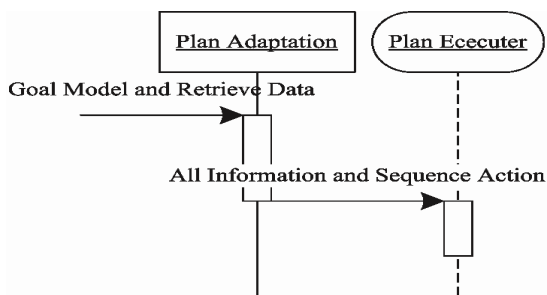 Plan Adaptation
Plan Ececuter
Goal Model and Retrieve Data
All Information and Sequence Action